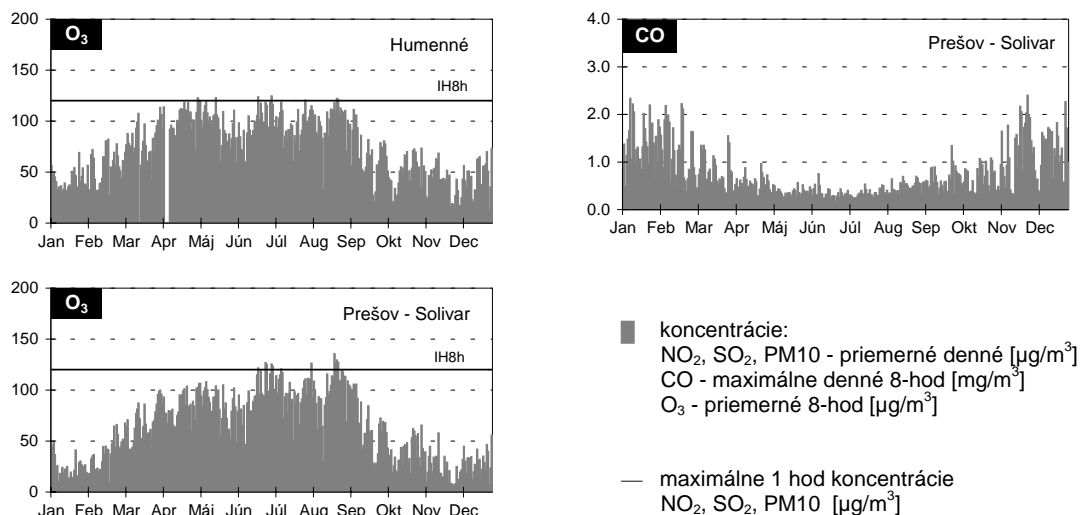 O₃
Humenné
IH8h
200
150
100
50
0
Jan Feb Mar Apr Máj Jún Júl Aug Sep Okt Nov Dec
CO
Prešov - Solivar
4.0
3.0
2.0
1.0
0.0
Jan Feb Mar Apr Máj Jún Júl Aug Sep Okt Nov Dec
O₃
Prešov - Solivar
IH8h
200
150
100
50
0
Jan Feb Mar Apr Máj Jún Júl Aug Sep Okt Nov Dec
koncentrácie:
NO₂, SO₂, PM10 - priemerné denné [µg/m³]
CO - maximálne denné 8-hod [mg/m³]
O₃ - priemerné 8-hod [µg/m³]
— maximálne 1 hod koncentrácie
NO₂, SO₂, PM10 [µg/m³]